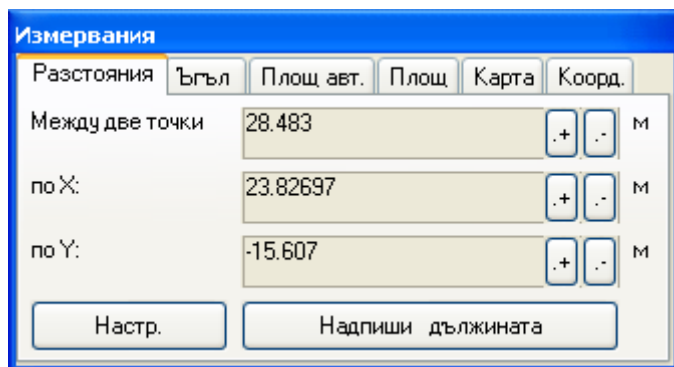 Измервания
Разстояния Ъгъл Площ авт. Площ Карта Коорд.
Между две точки 28.483 .+ .- м
по X: 23.82697 .+ .- м
по Y: -15.607 .+ .- м
Настр. Надпиши дължината